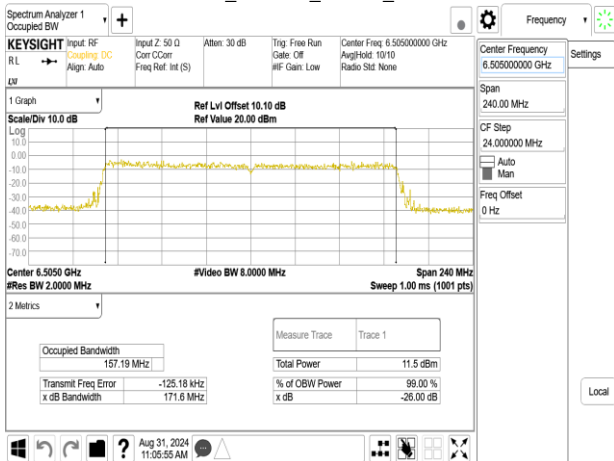 Spectrum Analyzer 1
Occupied BW
+
Frequency
KEYSIGHT
RL
LXI
Input: RF
Coupling: DC
Align: Auto
Input Z: 50 Ω
Corr CCorr
Freq Ref: Int (S)
Atten: 30 dB
Trig: Free Run
Gate: Off
#IF Gain: Low
Center Freq: 6.505000000 GHz
Avg|Hold: 10/10
Radio Std: None
Center Frequency
6.505000000 GHz
Settings
Span
240.00 MHz
CF Step
24.000000 MHz
Auto
Man
Freq Offset
0 Hz
Local
1 Graph
Scale/Div 10.0 dB
Ref Lvl Offset 10.10 dB
Ref Value 20.00 dBm
Log
10.0
0.00
-10.0
-20.0
-30.0
-40.0
-50.0
-60.0
-70.0
Center 6.5050 GHz
#Video BW 8.0000 MHz
Span 240 MHz
#Res BW 2.0000 MHz
Sweep 1.00 ms (1001 pts)
2 Metrics
Measure Trace
Trace 1
Occupied Bandwidth
157.19 MHz
Total Power
11.5 dBm
Transmit Freq Error
-125.18 kHz
% of OBW Power
99.00 %
x dB Bandwidth
171.6 MHz
x dB
-26.00 dB
?
Aug 31, 2024
11:05:55 AM